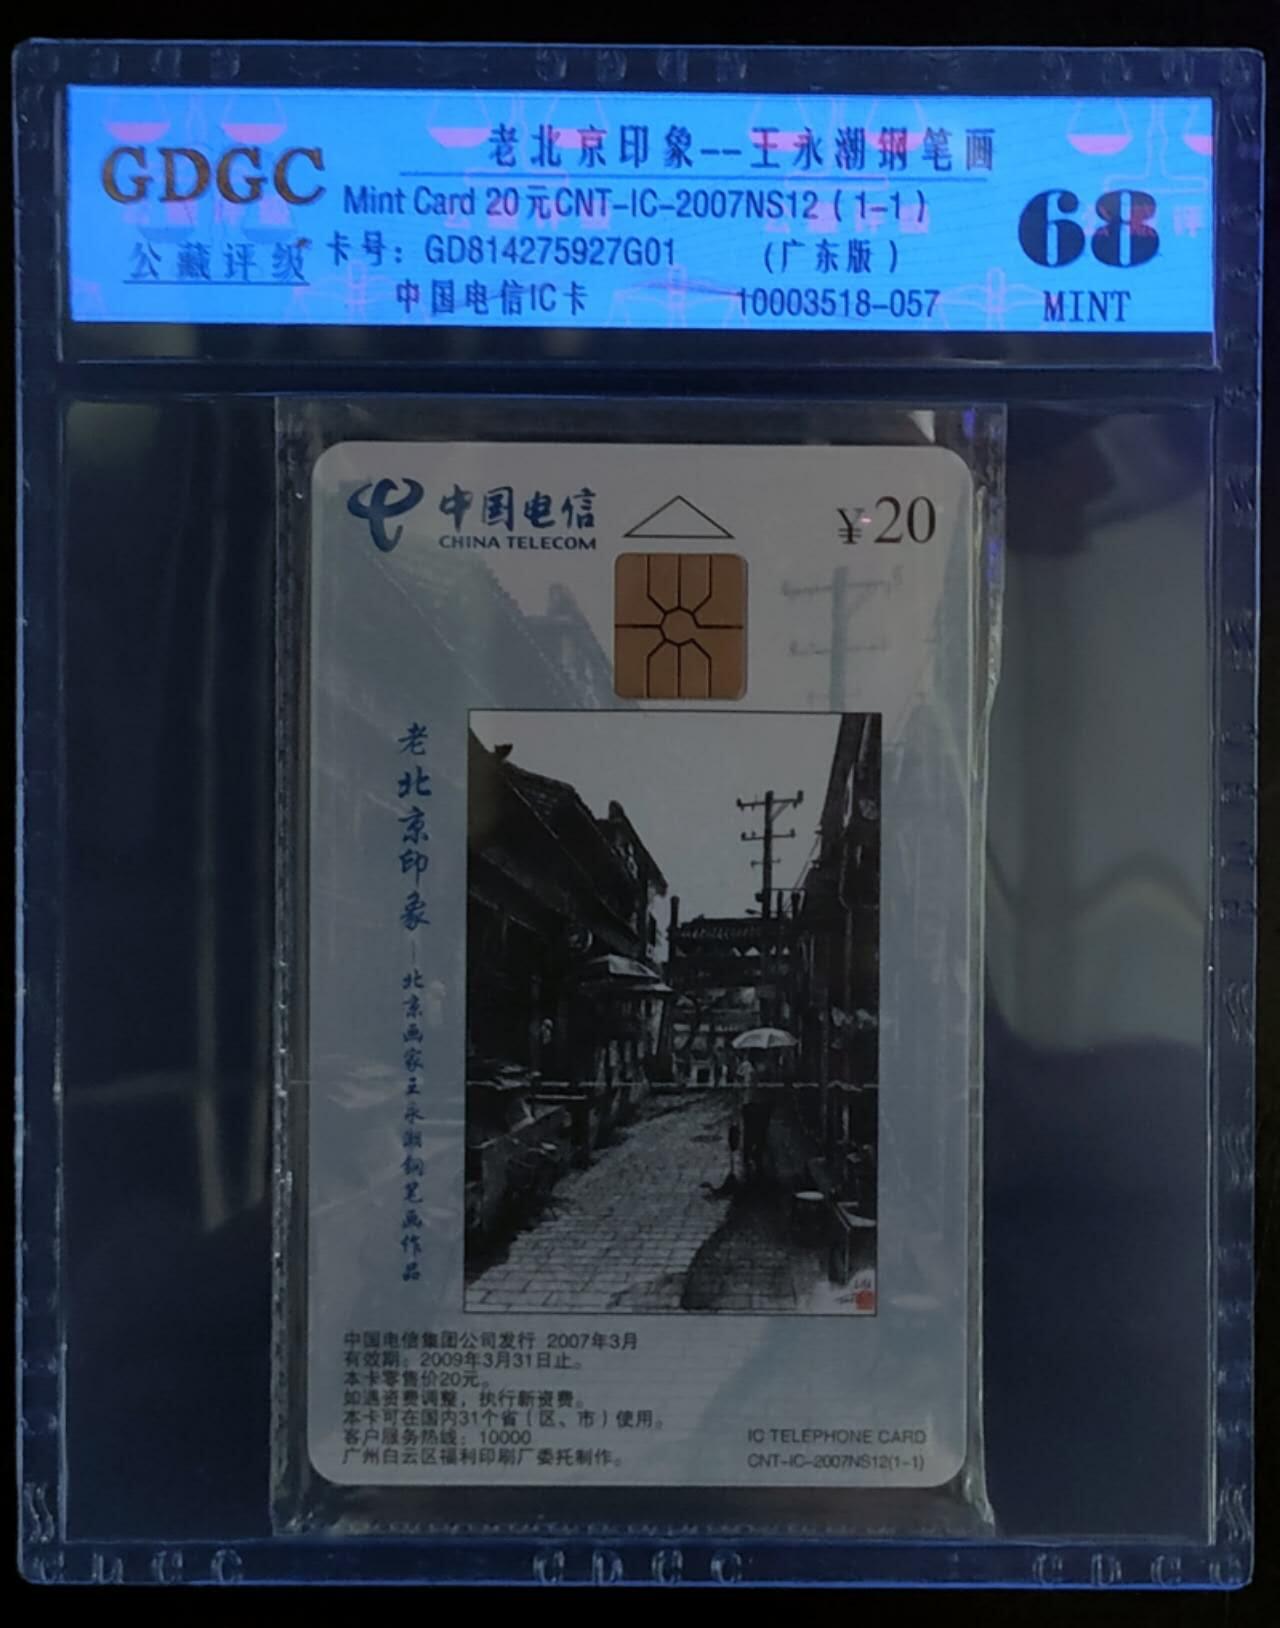 GDGC
公藏评级
老北京印象--王永潮钢笔画
Mint Card 20元CNT-IC-2007NS12（1-1）
卡号：GD814275927G01 （广东版）
中国电信IC卡 10003518-057
68
MINT
中国电信
CHINA TELECOM
¥20
老北京印象—北京画家王永潮钢笔画作品
中国电信集团公司发行 2007年3月
有效期：2009年3月31日止。
本卡零售价20元。
如遇资费调整，执行新资费。
本卡可在国内31个省（区、市）使用。
客户服务热线：10000
广州白云区福利印刷厂委托制作。
IC TELEPHONE CARD
CNT-IC-2007NS12(1-1)